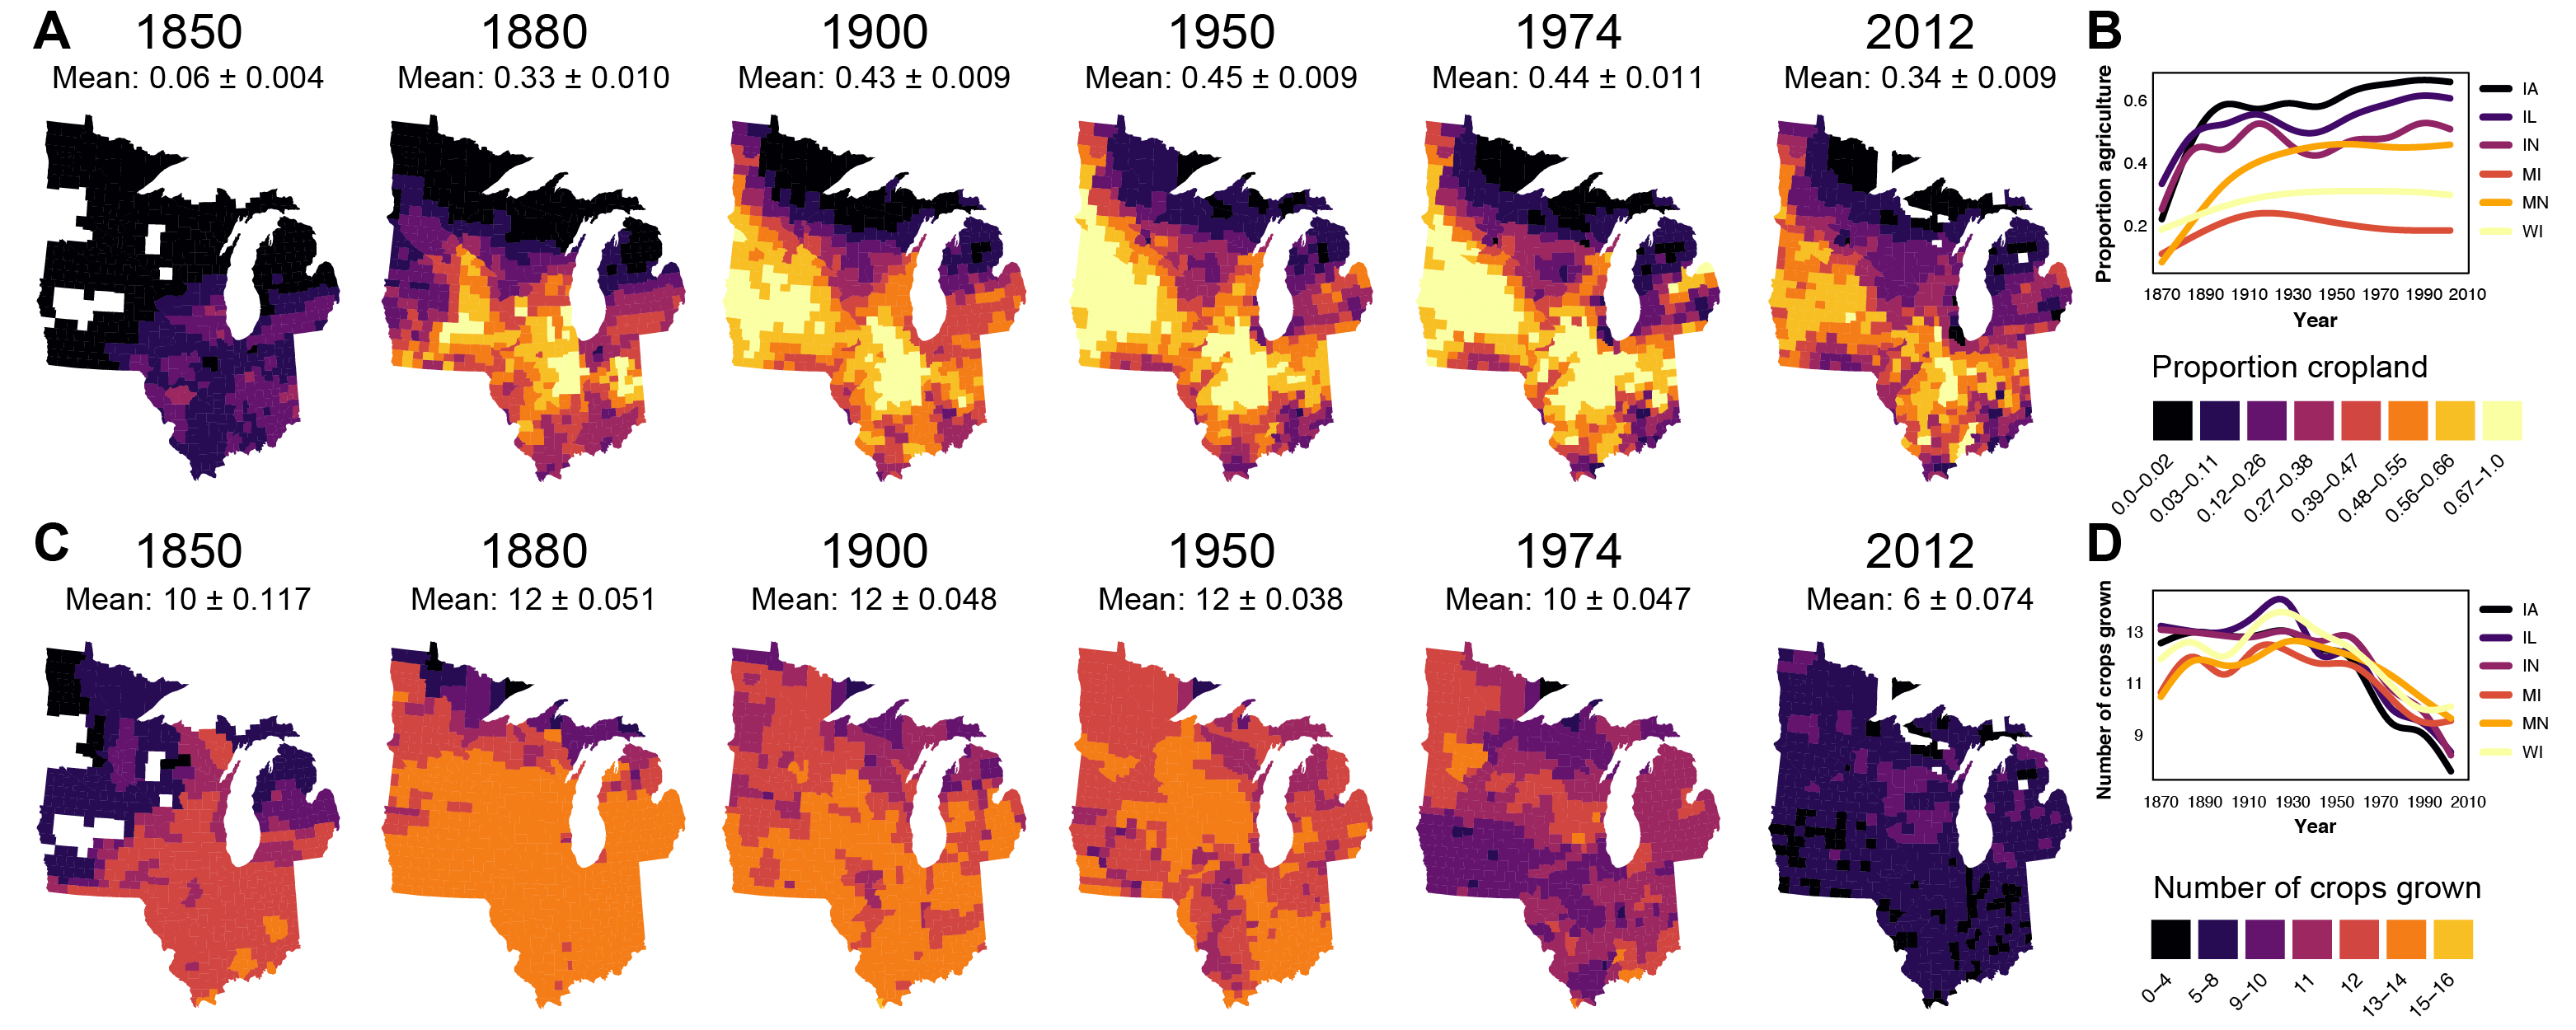 A
1850
Mean: 0.06 ± 0.004
1880
Mean: 0.33 ± 0.010
1900
Mean: 0.43 ± 0.009
1950
Mean: 0.45 ± 0.009
1974
Mean: 0.44 ± 0.011
2012
Mean: 0.34 ± 0.009
B
Proportion agriculture
0.6
0.4
0.2
1870 1890 1910 1930 1950 1970 1990 2010
Year
IA
IL
IN
MI
MN
WI
Proportion cropland
0.0–0.02
0.03–0.11
0.12–0.26
0.27–0.38
0.39–0.47
0.48–0.55
0.56–0.66
0.67–1.0
C
1850
Mean: 10 ± 0.117
1880
Mean: 12 ± 0.051
1900
Mean: 12 ± 0.048
1950
Mean: 12 ± 0.038
1974
Mean: 10 ± 0.047
2012
Mean: 6 ± 0.074
D
Number of crops grown
13
11
9
1870 1890 1910 1930 1950 1970 1990 2010
Year
IA
IL
IN
MI
MN
WI
Number of crops grown
0–4
5–8
9–10
11
12
13–14
15–16